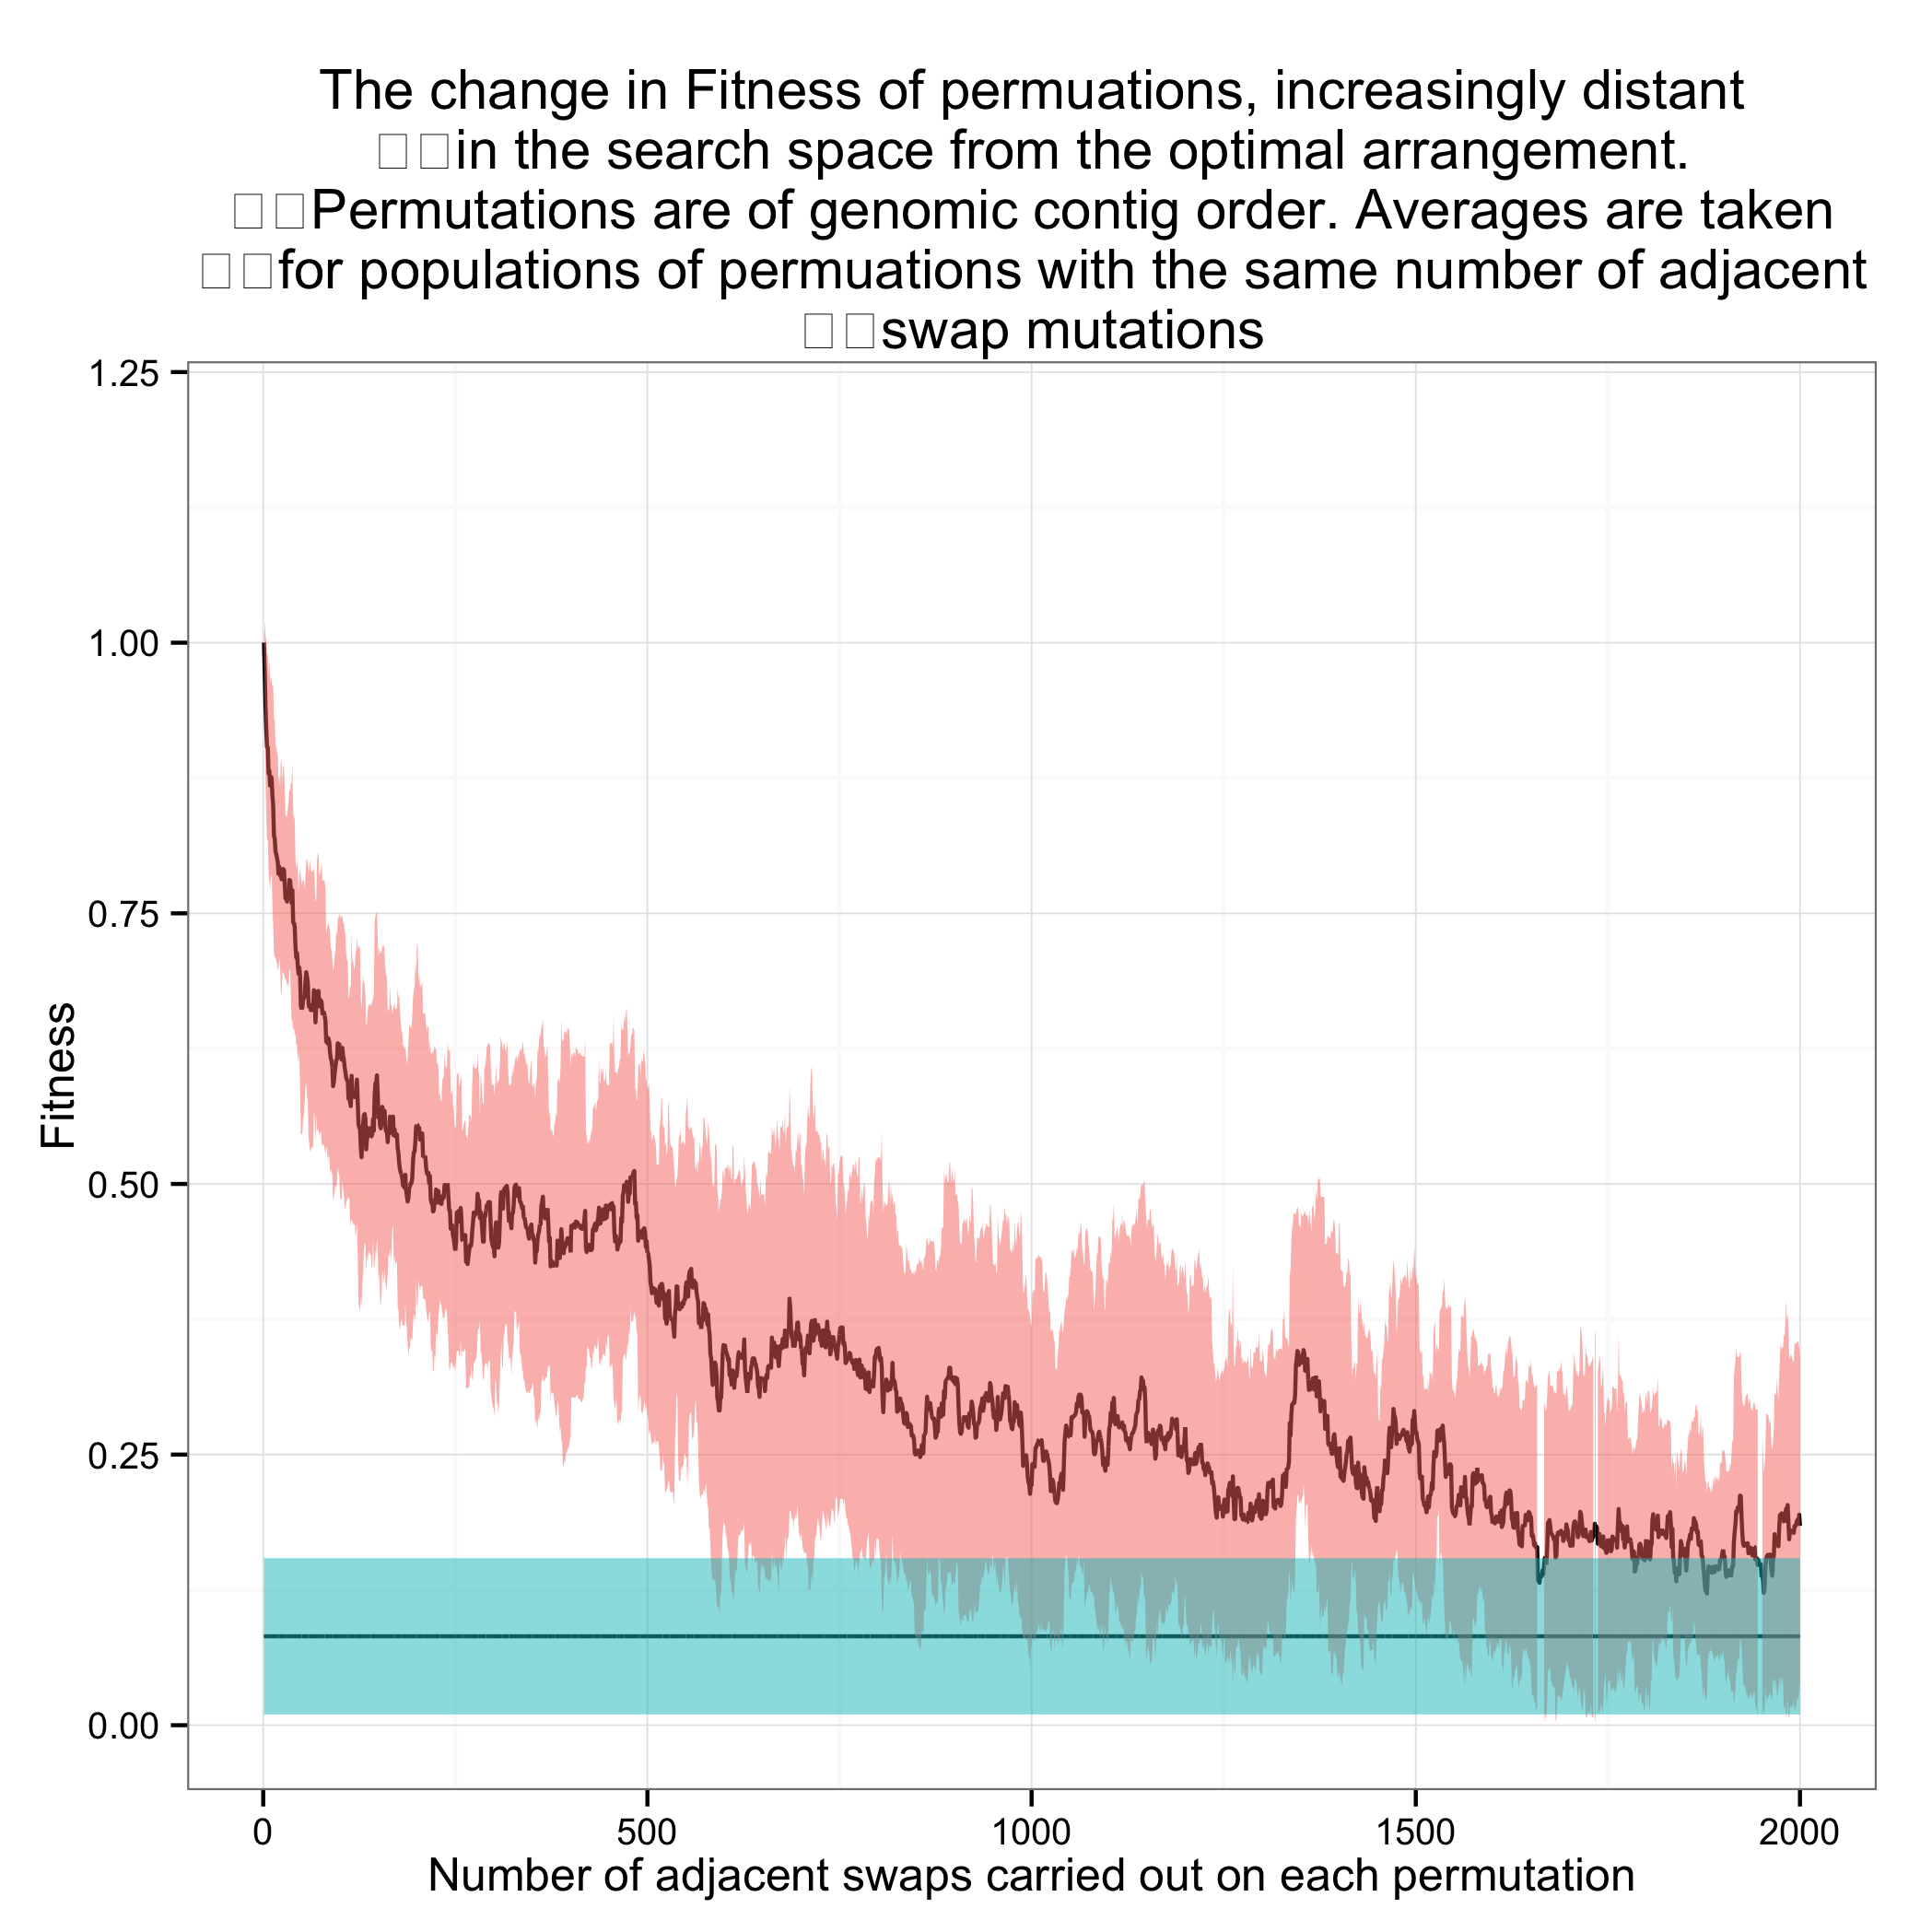 The change in Fitness of permuations, increasingly distant
□□in the search space from the optimal arrangement.
□□Permutations are of genomic contig order. Averages are taken
□□for populations of permuations with the same number of adjacent
□□swap mutations
1.25
1.00
0.75
0.50
0.25
0.00
Fitness
0 500 1000 1500 2000
Number of adjacent swaps carried out on each permutation